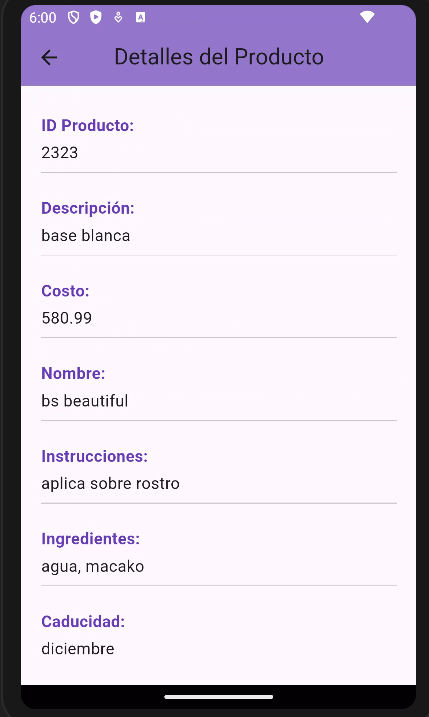 6:00
Detalles del Producto
ID Producto:
2323
Descripción:
base blanca
Costo:
580.99
Nombre:
bs beautiful
Instrucciones:
aplica sobre rostro
Ingredientes:
agua, macako
Caducidad:
diciembre